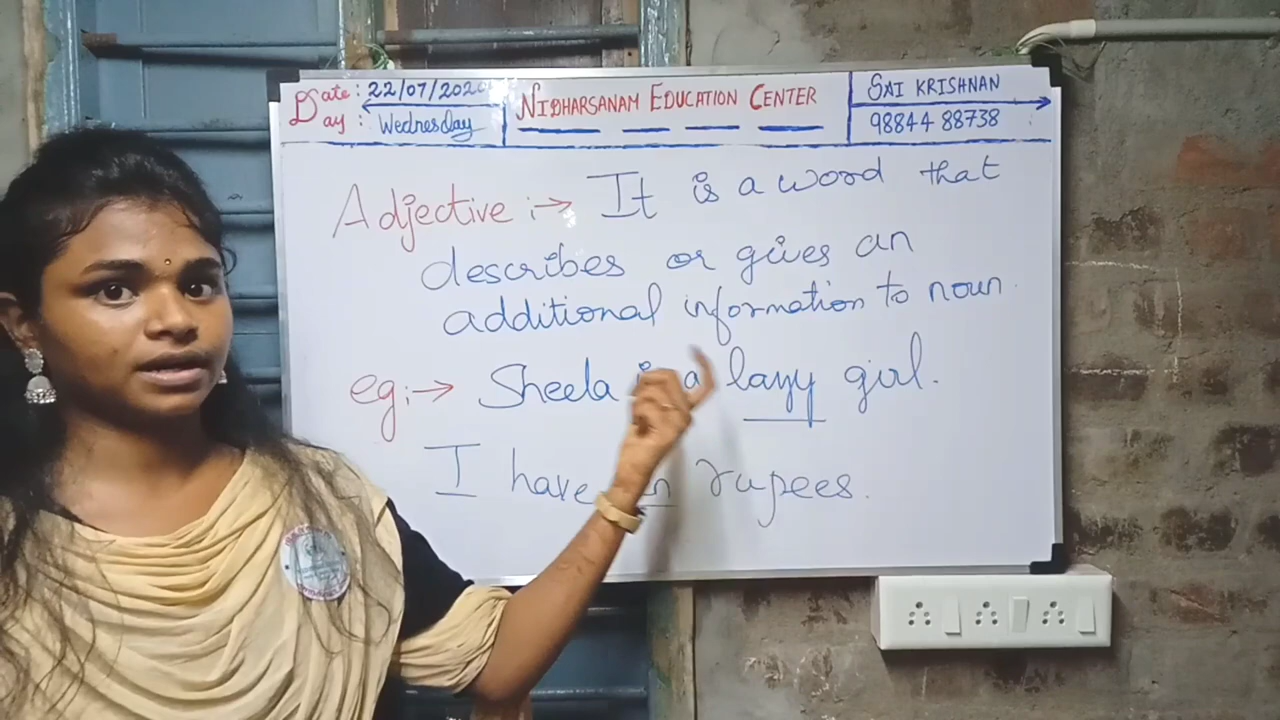 Date : 22/07/2020
Day : Wednesday
NIDHARSANAM EDUCATION CENTER
SAI KRISHNAN
98844 88738
Adjective :→ It is a word that
describes or gives an
additional information to noun.
eg:→ Sheela is a lazy girl.
I have rupees.